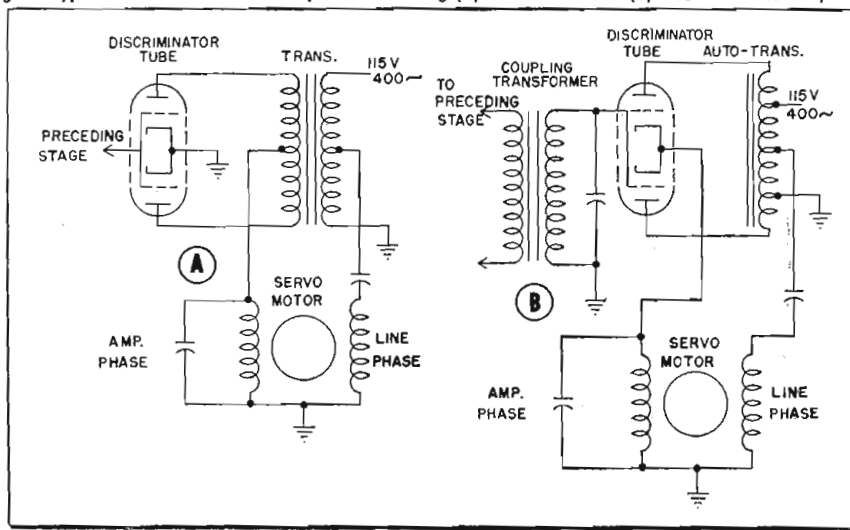 DISCRIMINATOR
TUBE
TRANS.
115V
400~
PRECEDING
STAGE
A
SERVO
MOTOR
AMP.
PHASE
LINE
PHASE
DISCRIMINATOR
TUBE
AUTO-TRANS.
COUPLING
TRANSFORMER
TO
PRECEDING
STAGE
115V
400~
B
SERVO
MOTOR
AMP.
PHASE
LINE
PHASE